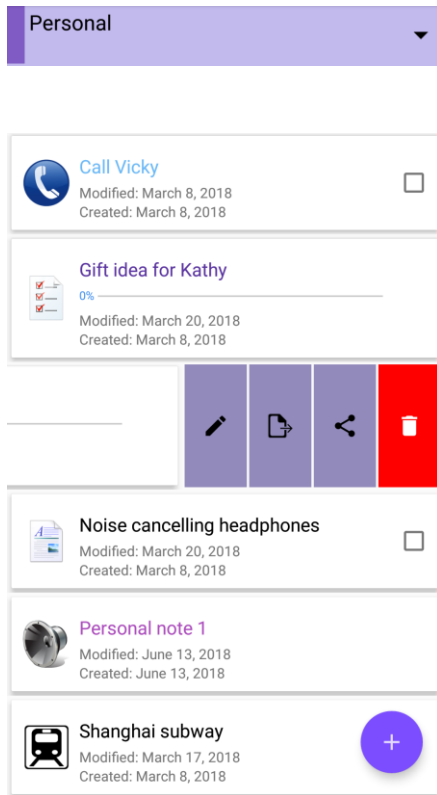 Personal
Call Vicky
Modified: March 8, 2018
Created: March 8, 2018
Gift idea for Kathy
0%
Modified: March 20, 2018
Created: March 8, 2018
Noise cancelling headphones
Modified: March 20, 2018
Created: March 8, 2018
Personal note 1
Modified: June 13, 2018
Created: June 13, 2018
Shanghai subway
Modified: March 17, 2018
Created: March 8, 2018